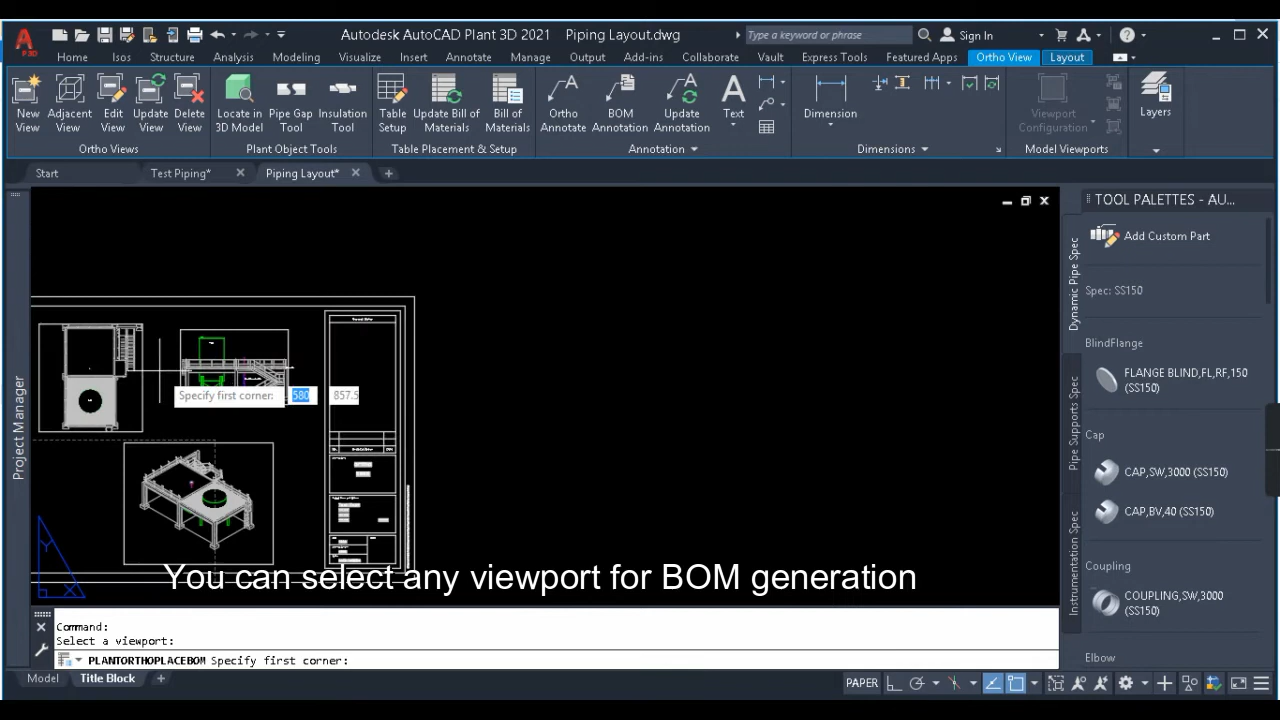 Autodesk AutoCAD Plant 3D 2021 Piping Layout.dwg
Type a keyword or phrase
Sign In
P3D
Home Isos Structure Analysis Modeling Visualize Insert Annotate Manage Output Add-ins Collaborate Vault Express Tools Featured Apps Ortho View Layout
New View
Adjacent View
Edit View
Update View
Delete View
Locate in 3D Model
Pipe Gap Tool
Insulation Tool
Table Setup
Update Bill of Materials
Bill of Materials
Ortho Annotate
BOM Annotation
Update Annotation
Text
Dimension
Viewport Configuration
Layers
Ortho Views
Plant Object Tools
Table Placement & Setup
Annotation
Dimensions
Model Viewports
Start
Test Piping*
Piping Layout*
Project Manager
Specify first corner: 580 857.5
Y
X
You can select any viewport for BOM generation
TOOL PALETTES - AU...
Dynamic Pipe Spec
Pipe Supports Spec
Instrumentation Spec
Add Custom Part
Spec: SS150
BlindFlange
FLANGE BLIND,FL,RF,150
(SS150)
Cap
CAP,SW,3000 (SS150)
CAP,BV,40 (SS150)
Coupling
COUPLING,SW,3000
(SS150)
Elbow
Command:
Select a viewport:
PLANTORTHOPLACEBOM Specify first corner:
Model
Title Block
PAPER